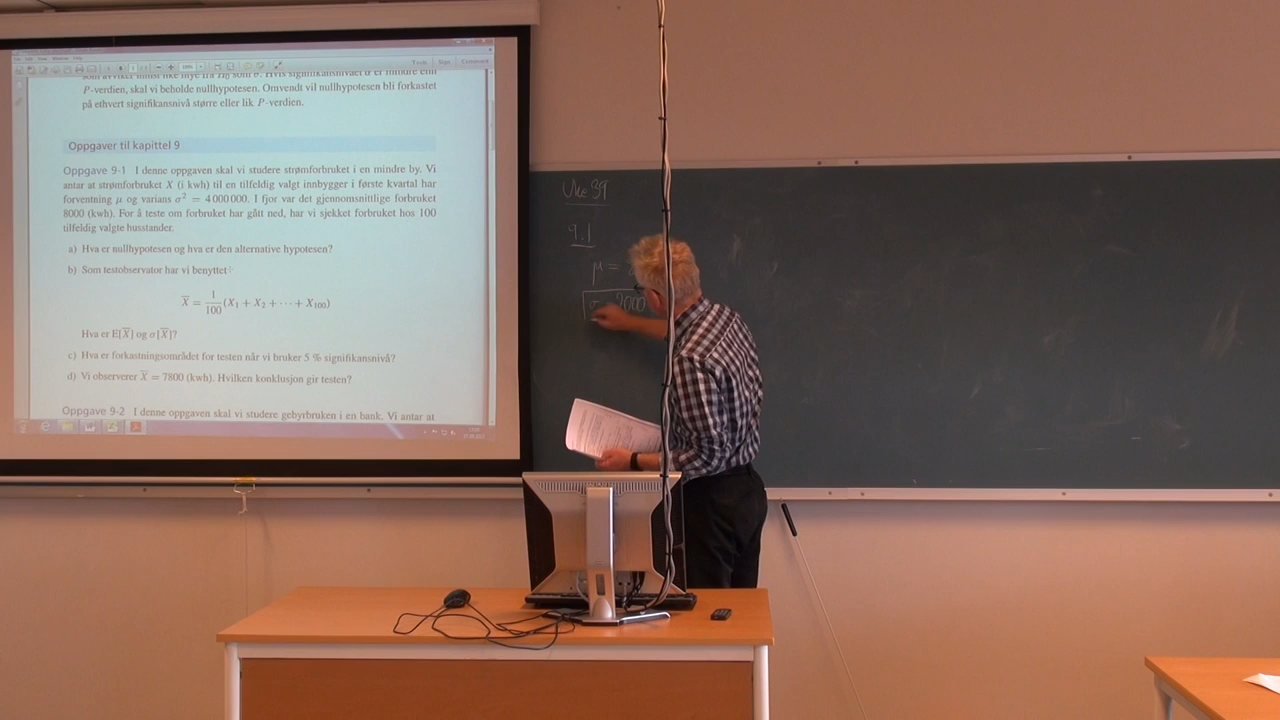 P-verdien, skal vi beholde nullhypotesen. Omvendt vil nullhypotesen bli forkastet
på ethvert signifikansnivå større eller lik P-verdien.
Oppgaver til kapittel 9
Oppgave 9-1 I denne oppgaven skal vi studere strømforbruket i en mindre by. Vi
antar at strømforbruket X (i kwh) til en tilfeldig valgt innbygger i første kvartal har
forventning μ og varians σ² = 4 000 000. I fjor var det gjennomsnittlige forbruket
8000 (kwh). For å teste om forbruket har gått ned, har vi sjekket forbruket hos 100
tilfeldig valgte husstander.
a) Hva er nullhypotesen og hva er den alternative hypotesen?
b) Som testobservator har vi benyttet
X̅ = 1/100 (X₁ + X₂ + ··· + X₁₀₀)
Hva er E[X̅] og σ[X̅]?
c) Hva er forkastningsområdet for testen når vi bruker 5 % signifikansnivå?
d) Vi observerer X̅ = 7800 (kwh). Hvilken konklusjon gir testen?
Oppgave 9-2 I denne oppgaven skal vi studere gebyrbruken i en bank. Vi antar at
Tools Sign Comment
Uke 39
9.1
μ =
σ 2000